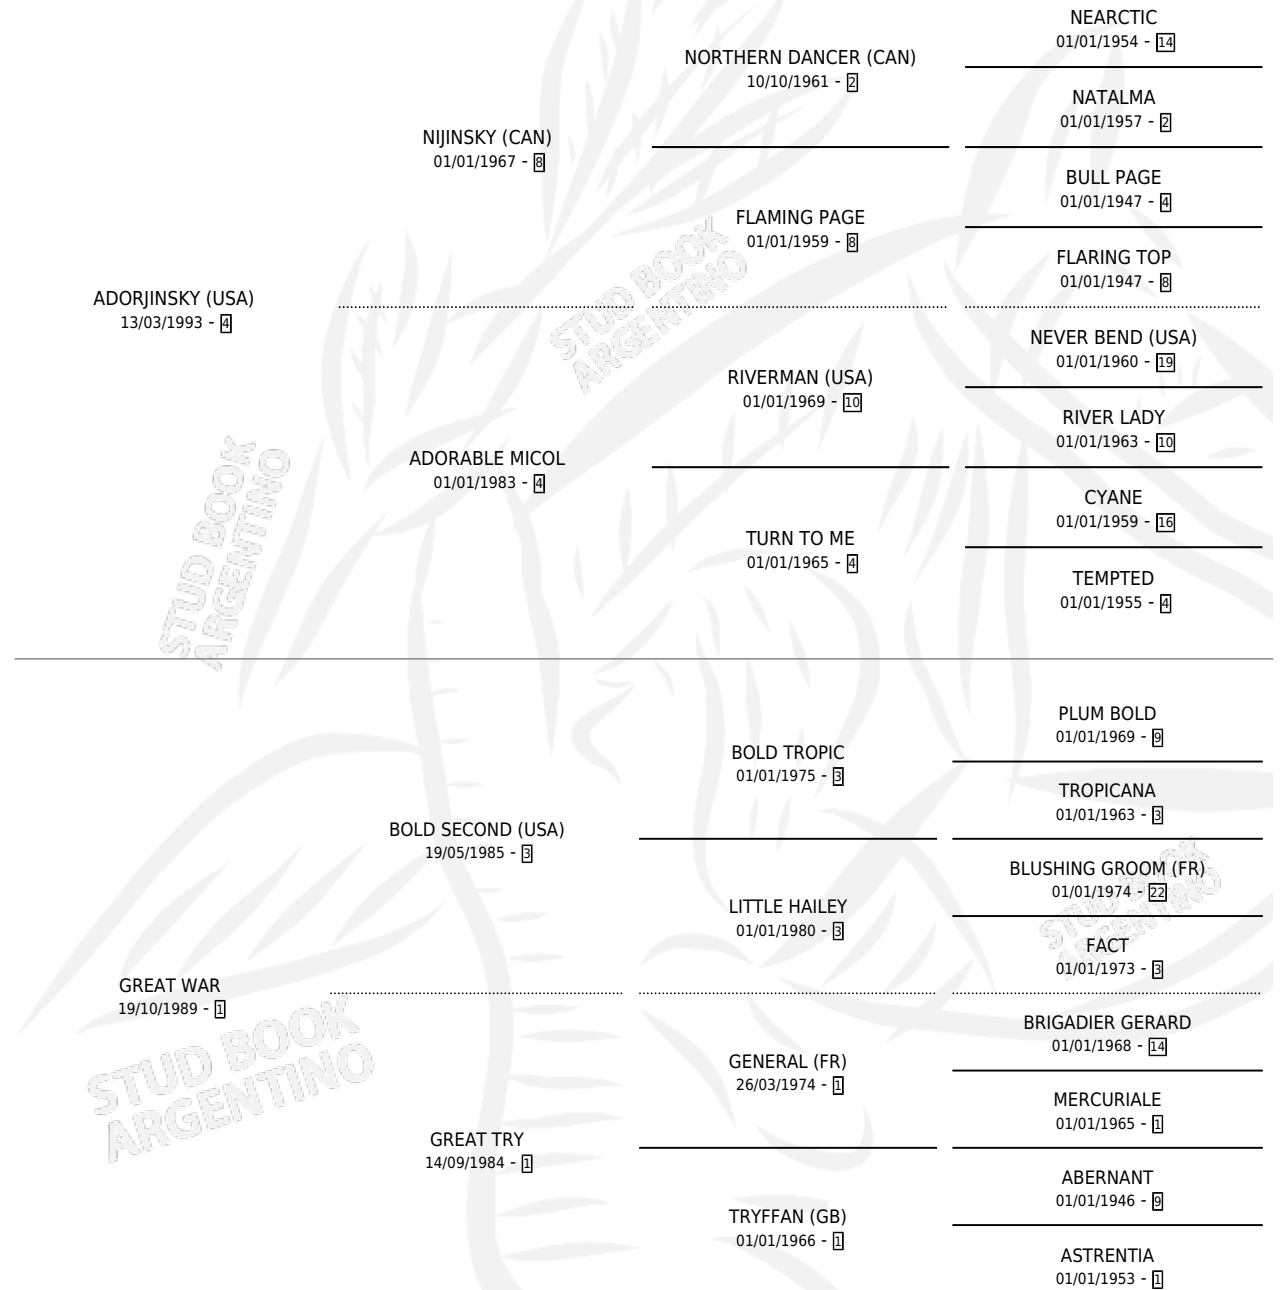 NEARCTIC
01/01/1954 - 14
NORTHERN DANCER (CAN)
10/10/1961 - 2
NATALMA
01/01/1957 - 2
NIJINSKY (CAN)
01/01/1967 - 8
BULL PAGE
01/01/1947 - 4
FLAMING PAGE
01/01/1959 - 8
FLARING TOP
01/01/1947 - 8
ADORJINSKY (USA)
13/03/1993 - 4
NEVER BEND (USA)
01/01/1960 - 19
RIVERMAN (USA)
01/01/1969 - 10
RIVER LADY
01/01/1963 - 10
ADORABLE MICOL
01/01/1983 - 4
CYANE
01/01/1959 - 16
TURN TO ME
01/01/1965 - 4
TEMPTED
01/01/1955 - 4
STUD BOOK
ARGENTINO
STUD BOOK
ARGENTINO
PLUM BOLD
01/01/1969 - 9
BOLD TROPIC
01/01/1975 - 3
TROPICANA
01/01/1963 - 3
BOLD SECOND (USA)
19/05/1985 - 3
BLUSHING GROOM (FR)
01/01/1974 - 22
LITTLE HAILEY
01/01/1980 - 3
FACT
01/01/1973 - 3
STUD BOOK
ARGENTINO
GREAT WAR
19/10/1989 - 1
BRIGADIER GERARD
01/01/1968 - 14
GENERAL (FR)
26/03/1974 - 1
MERCURIALE
01/01/1965 - 1
STUD BOOK
ARGENTINO
GREAT TRY
14/09/1984 - 1
ABERNANT
01/01/1946 - 9
TRYFFAN (GB)
01/01/1966 - 1
ASTRENTIA
01/01/1953 - 1